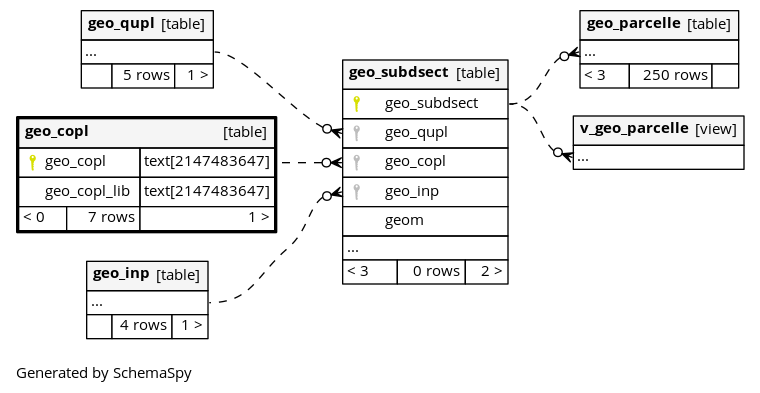 geo_qupl [table]
...
5 rows 1 >
geo_copl [table]
geo_copl text[2147483647]
geo_copl_lib text[2147483647]
< 0 7 rows 1 >
geo_inp [table]
...
4 rows 1 >
geo_subdsect [table]
geo_subdsect
geo_qupl
geo_copl
geo_inp
geom
...
< 3 0 rows 2 >
geo_parcelle [table]
...
< 3 250 rows
v_geo_parcelle [view]
...
Generated by SchemaSpy